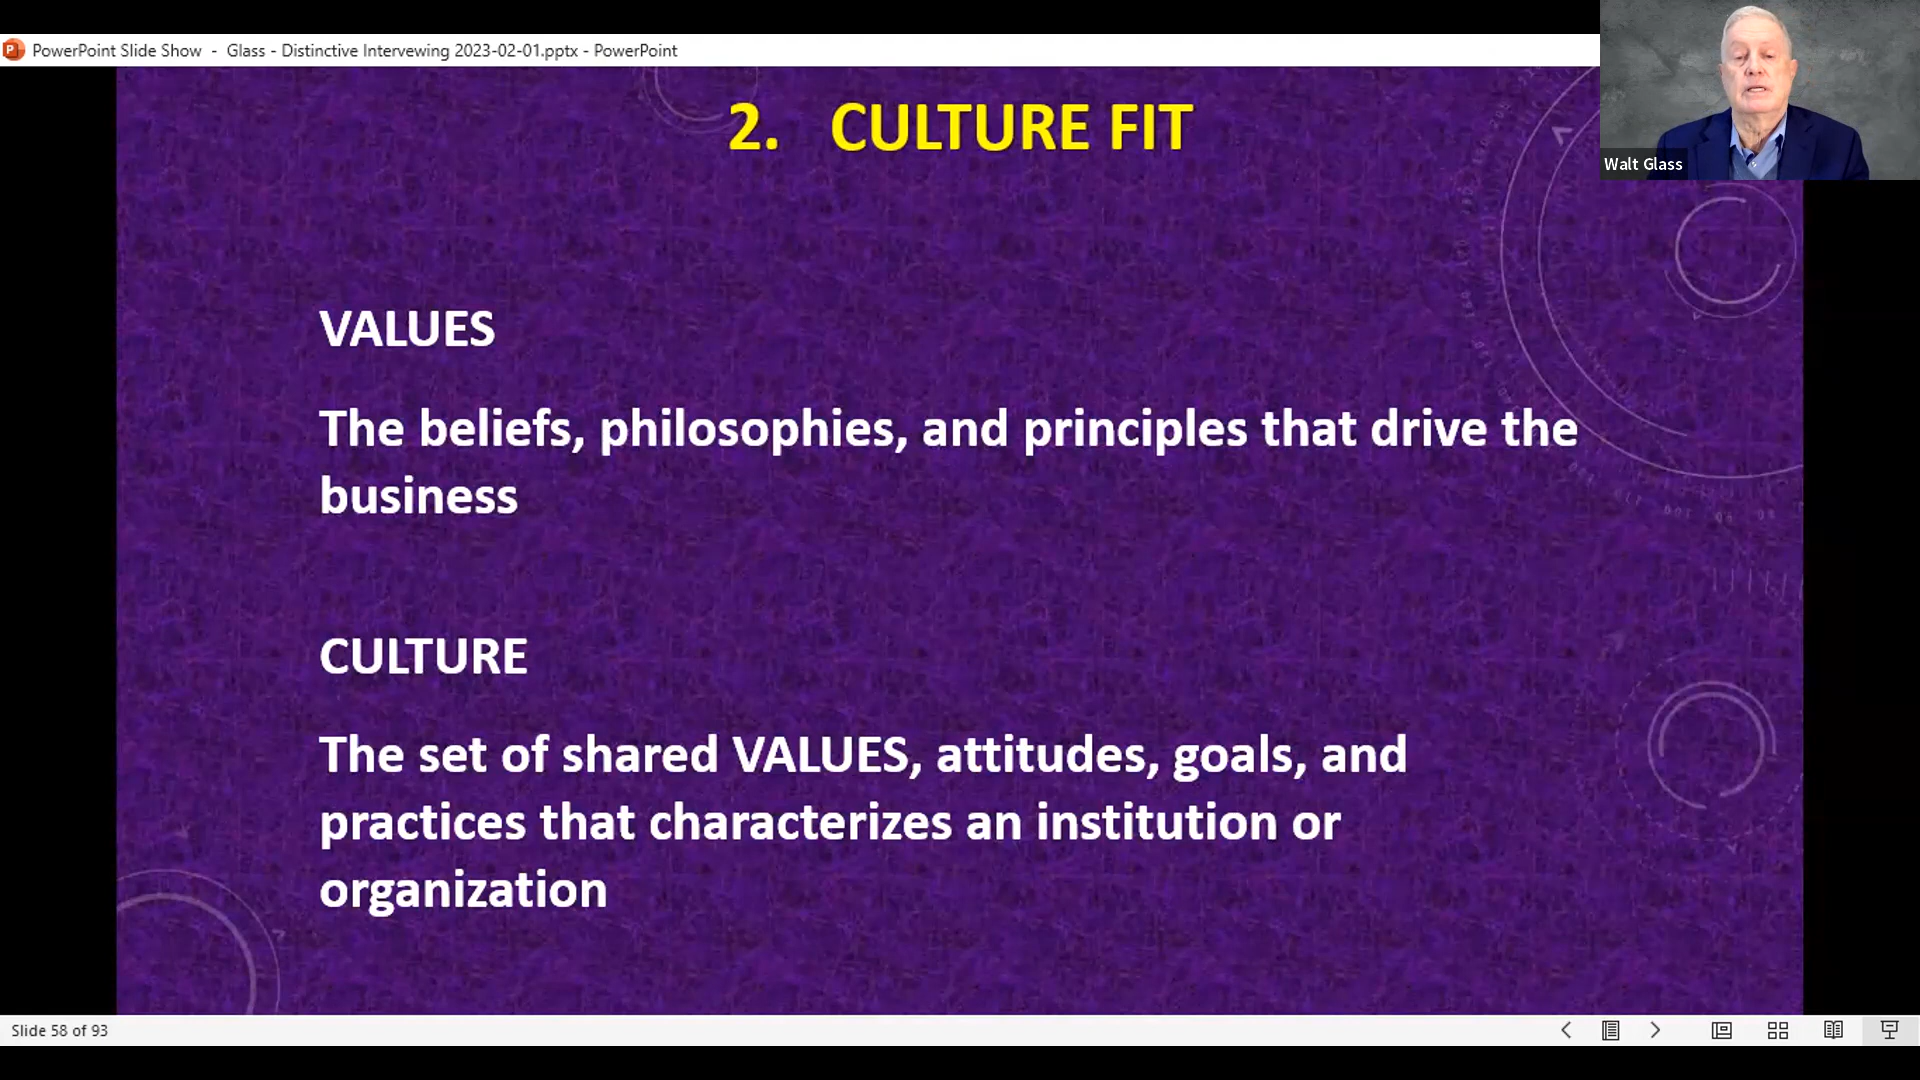 PowerPoint Slide Show - Glass - Distinctive Intervewing 2023-02-01.pptx - PowerPoint
2. CULTURE FIT
Walt Glass
VALUES
The beliefs, philosophies, and principles that drive the
business
CULTURE
The set of shared VALUES, attitudes, goals, and
practices that characterizes an institution or
organization
Slide 58 of 93